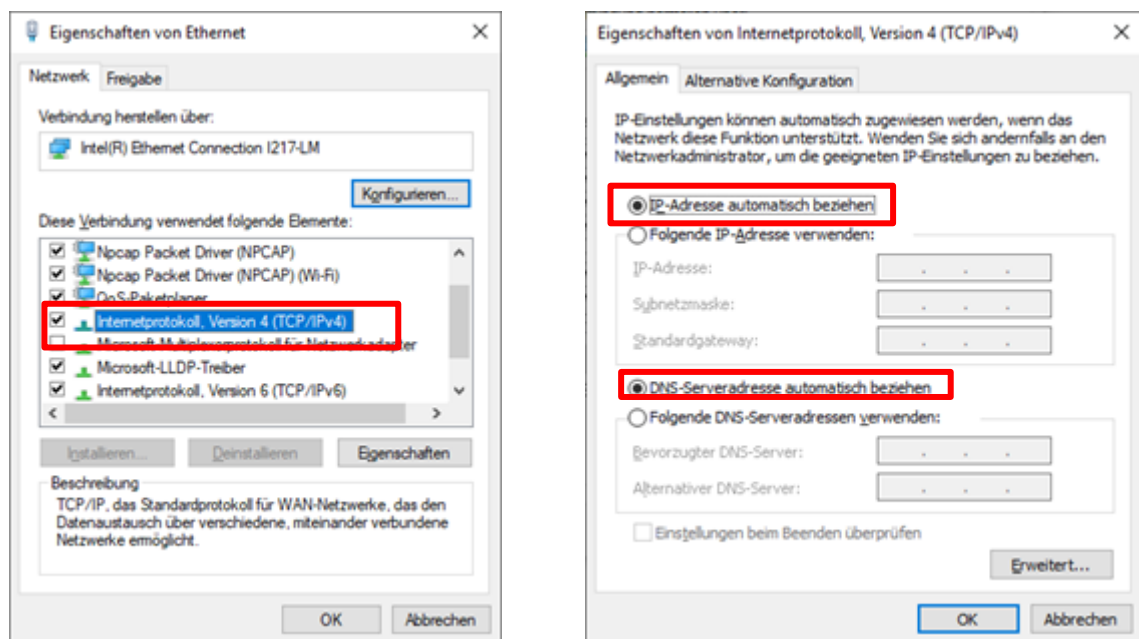 Eigenschaften von Ethernet
Netzwerk
Freigabe
Verbindung herstellen über:
Intel(R) Ethernet Connection I217-LM
Konfigurieren...
Diese Verbindung verwendet folgende Elemente:
Npcap Packet Driver (NPCAP)
Npcap Packet Driver (NPCAP) (Wi-Fi)
QoS-Paketplaner
Internetprotokoll, Version 4 (TCP/IPv4)
Microsoft-Multiplexorprotokoll für Netzwerkadapter
Microsoft-LLDP-Treiber
Internetprotokoll, Version 6 (TCP/IPv6)
Installieren...
Deinstallieren
Eigenschaften
Beschreibung
TCP/IP, das Standardprotokoll für WAN-Netzwerke, das den
Datenaustausch über verschiedene, miteinander verbundene
Netzwerke ermöglicht.
OK
Abbrechen
Eigenschaften von Internetprotokoll, Version 4 (TCP/IPv4)
Allgemein
Alternative Konfiguration
IP-Einstellungen können automatisch zugewiesen werden, wenn das
Netzwerk diese Funktion unterstützt. Wenden Sie sich andernfalls an den
Netzwerkadministrator, um die geeigneten IP-Einstellungen zu beziehen.
IP-Adresse automatisch beziehen
Folgende IP-Adresse verwenden:
IP-Adresse:
Subnetzmaske:
Standardgateway:
DNS-Serveradresse automatisch beziehen
Folgende DNS-Serveradressen verwenden:
Bevorzugter DNS-Server:
Alternativer DNS-Server:
Einstellungen beim Beenden überprüfen
Erweitert...
OK
Abbrechen